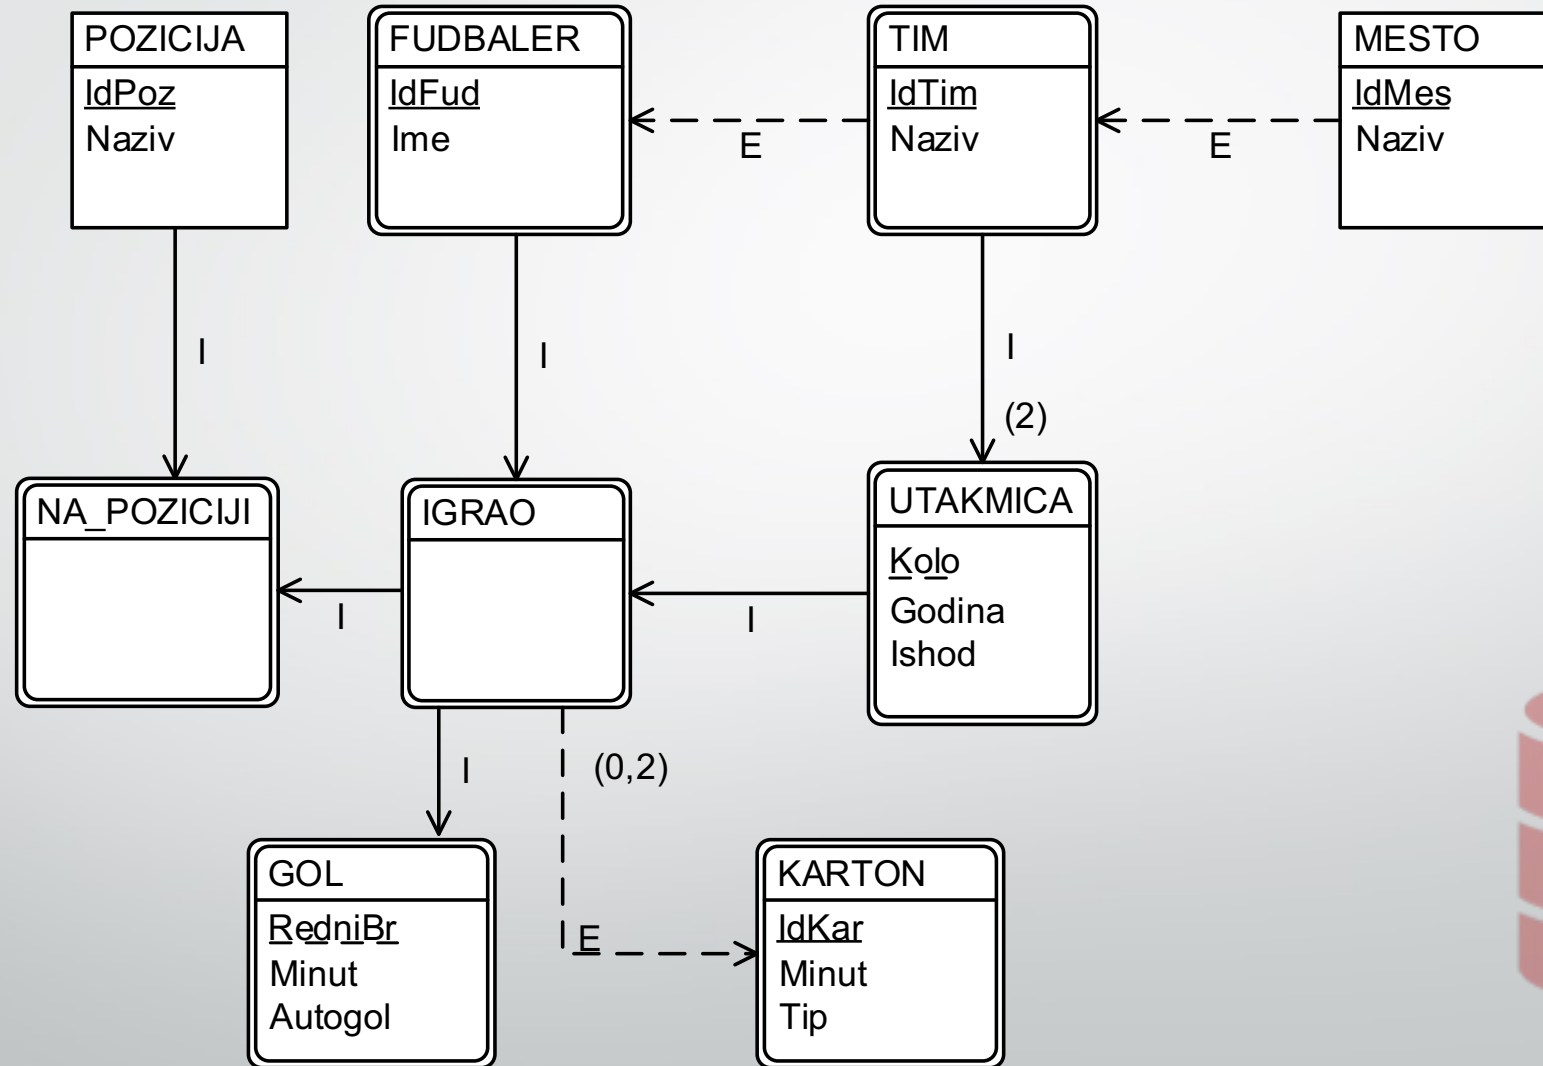 POZICIJA
IdPoz
Naziv
FUDBALER
IdFud
Ime
TIM
IdTim
Naziv
MESTO
IdMes
Naziv
E
E
I
I
I
(2)
NA_POZICIJI
IGRAO
UTAKMICA
Kolo
Godina
Ishod
I
I
I
(0,2)
E
GOL
RedniBr
Minut
Autogol
KARTON
IdKar
Minut
Tip